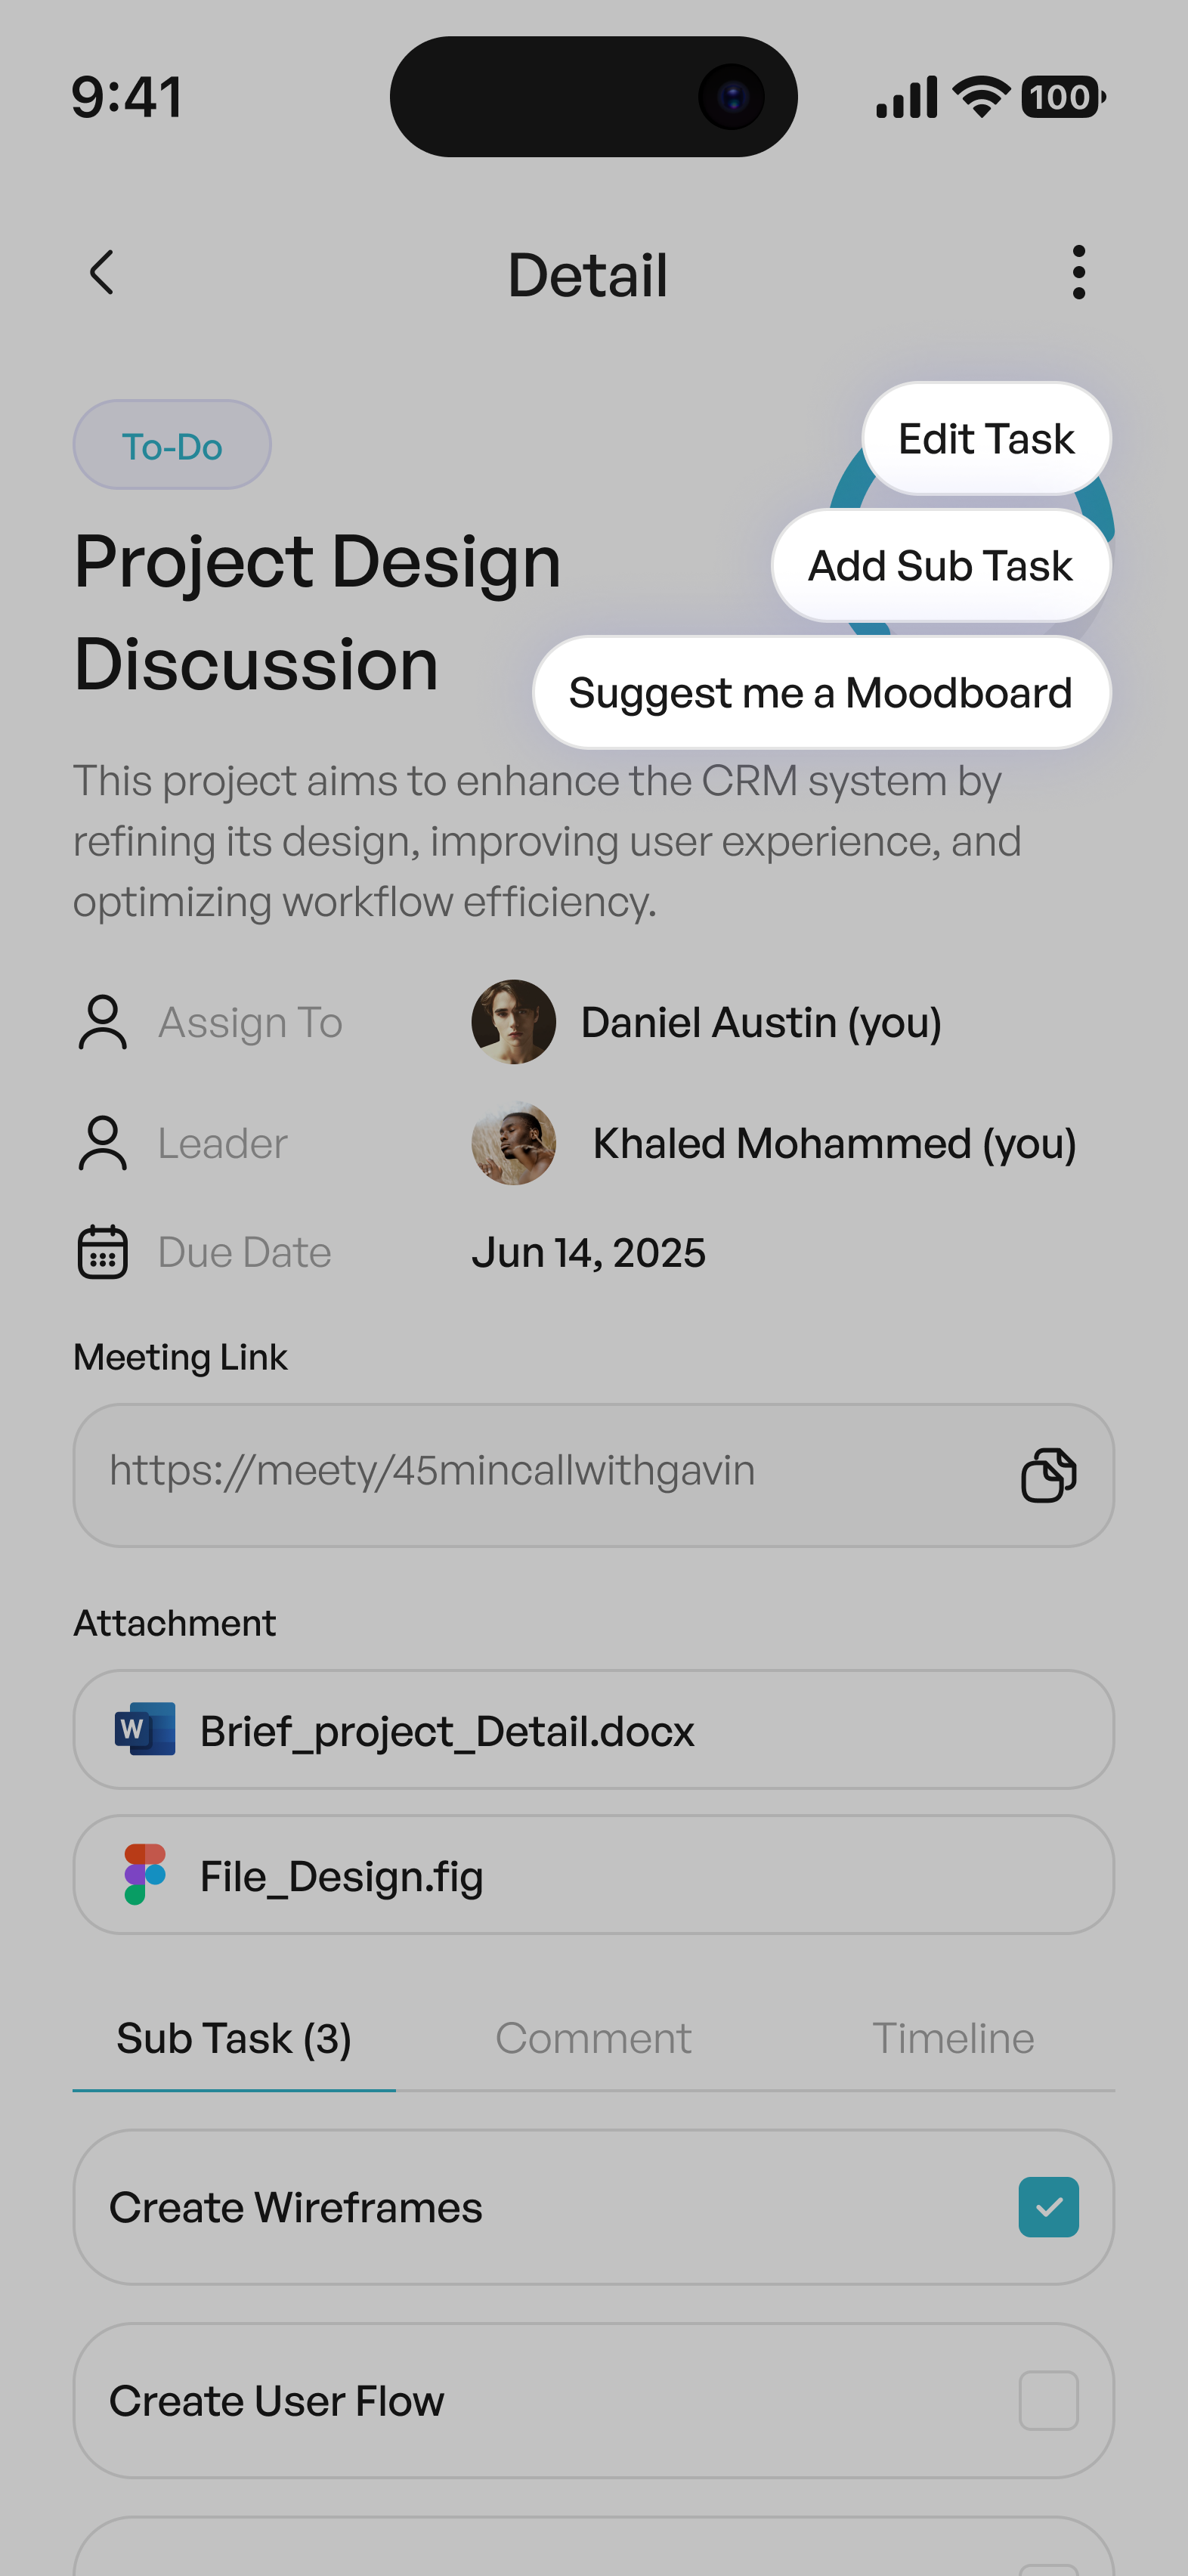 9:41
100
Detail
Edit Task
To-Do
Add Sub Task
Project Design
Discussion
Suggest me a Moodboard
This project aims to enhance the CRM system by
refining its design, improving user experience, and
optimizing workflow efficiency.
Assign To Daniel Austin (you)
Leader Khaled Mohammed (you)
Due Date Jun 14, 2025
Meeting Link
https://meety/45mincallwithgavin
Attachment
W Brief_project_Detail.docx
File_Design.fig
Sub Task (3) Comment Timeline
Create Wireframes
Create User Flow